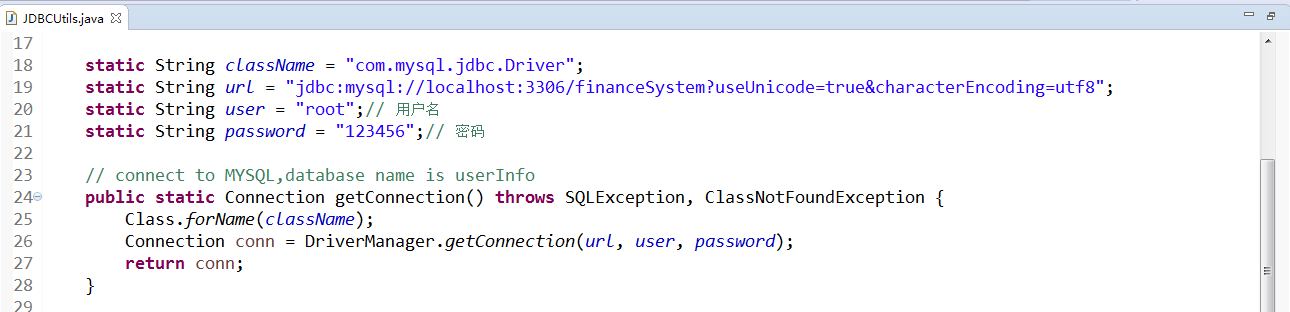 JDBCUtils.java
17
18 static String className = "com.mysql.jdbc.Driver";
19 static String url = "jdbc:mysql://localhost:3306/financeSystem?useUnicode=true&characterEncoding=utf8";
20 static String user = "root";// 用户名
21 static String password = "123456";// 密码
22
23 // connect to MYSQL,database name is userInfo
24 public static Connection getConnection() throws SQLException, ClassNotFoundException {
25 Class.forName(className);
26 Connection conn = DriverManager.getConnection(url, user, password);
27 return conn;
28 }
29